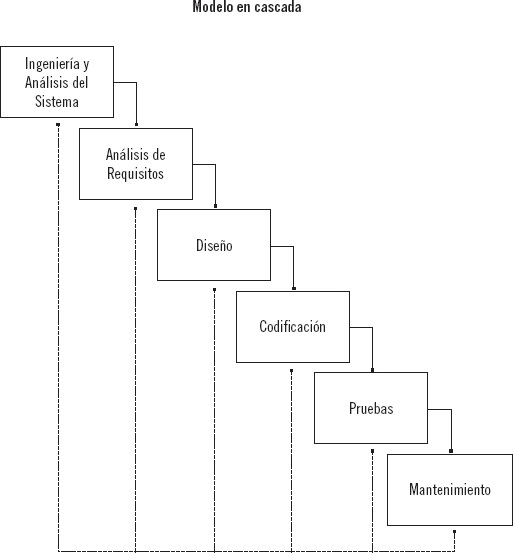 Modelo en cascada
Ingeniería y
Análisis del
Sistema
Análisis de
Requisitos
Diseño
Codificación
Pruebas
Mantenimiento